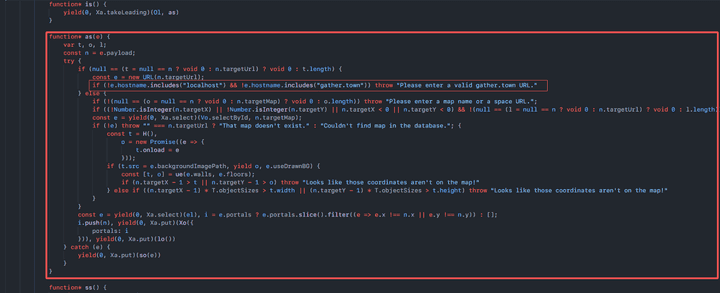 function* is() {
yield(0, Xa.takeLeading)(Ol, as)
}
function* as(e) {
var t, o, l;
const n = e.payload;
try {
if (null == (t = null == n ? void 0 : n.targetUrl) ? void 0 : t.length) {
const e = new URL(n.targetUrl);
if (!e.hostname.includes("localhost") && !e.hostname.includes("gather.town")) throw "Please enter a valid gather.town URL."
} else {
if (!(null == (o = null == n ? void 0 : n.targetMap) ? void 0 : o.length)) throw "Please enter a map name or a space URL.";
if ((!Number.isInteger(n.targetX) || !Number.isInteger(n.targetY) || n.targetX < 0 || n.targetY < 0) && !(null == (l = null == n ? void 0 : n.targetUrl) ? void 0 : l.length
const e = yield(0, Xa.select)(Vo.selectById, n.targetMap);
if (!e) throw "" === n.targetUrl ? "That map doesn't exist." : "Couldn't find map in the database."; {
const t = M(),
o = new Promise((e => {
t.onload = e
}));
if (t.src = e.backgroundImagePath, yield o, e.useDrawnBG) {
const [t, o] = ue(e.walls, e.floors);
if (n.targetX - 1 > t || n.targetY - 1 > o) throw "Looks like those coordinates aren't on the map!"
} else if ((n.targetX - 1) * T.objectSizes > t.width || (n.targetY - 1) * T.objectSizes > t.height) throw "Looks like those coordinates aren't on the map!"
}
}
const e = yield(0, Xa.select)(el), i = e.portals ? e.portals.slice().filter((e => e.x !== n.x || e.y !== n.y)) : [];
i.push(n), yield(0, Xa.put)(Xo({
portals: i
})), yield(0, Xa.put)(lo())
} catch (e) {
yield(0, Xa.put)(so(e))
}
}
function* ss() {